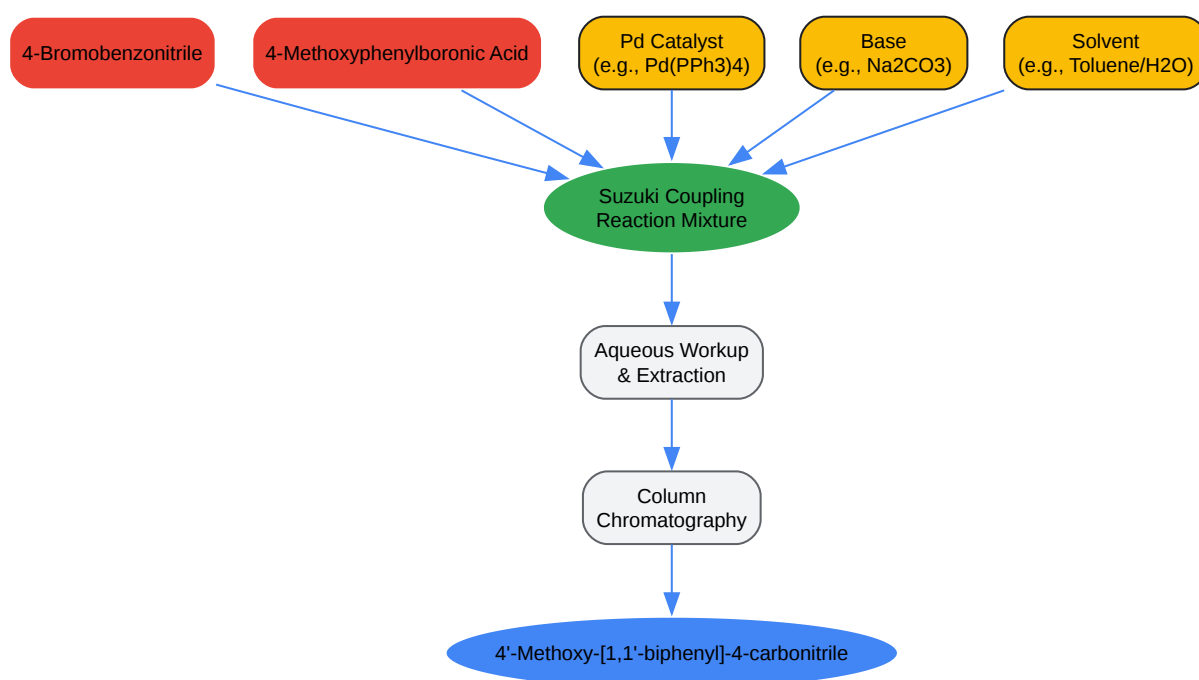 4-Bromobenzonitrile
4-Methoxyphenylboronic Acid
Pd Catalyst
(e.g., Pd(PPh3)4)
Base
(e.g., Na2CO3)
Solvent
(e.g., Toluene/H2O)
Suzuki Coupling
Reaction Mixture
Aqueous Workup
& Extraction
Column
Chromatography
4'-Methoxy-[1,1'-biphenyl]-4-carbonitrile